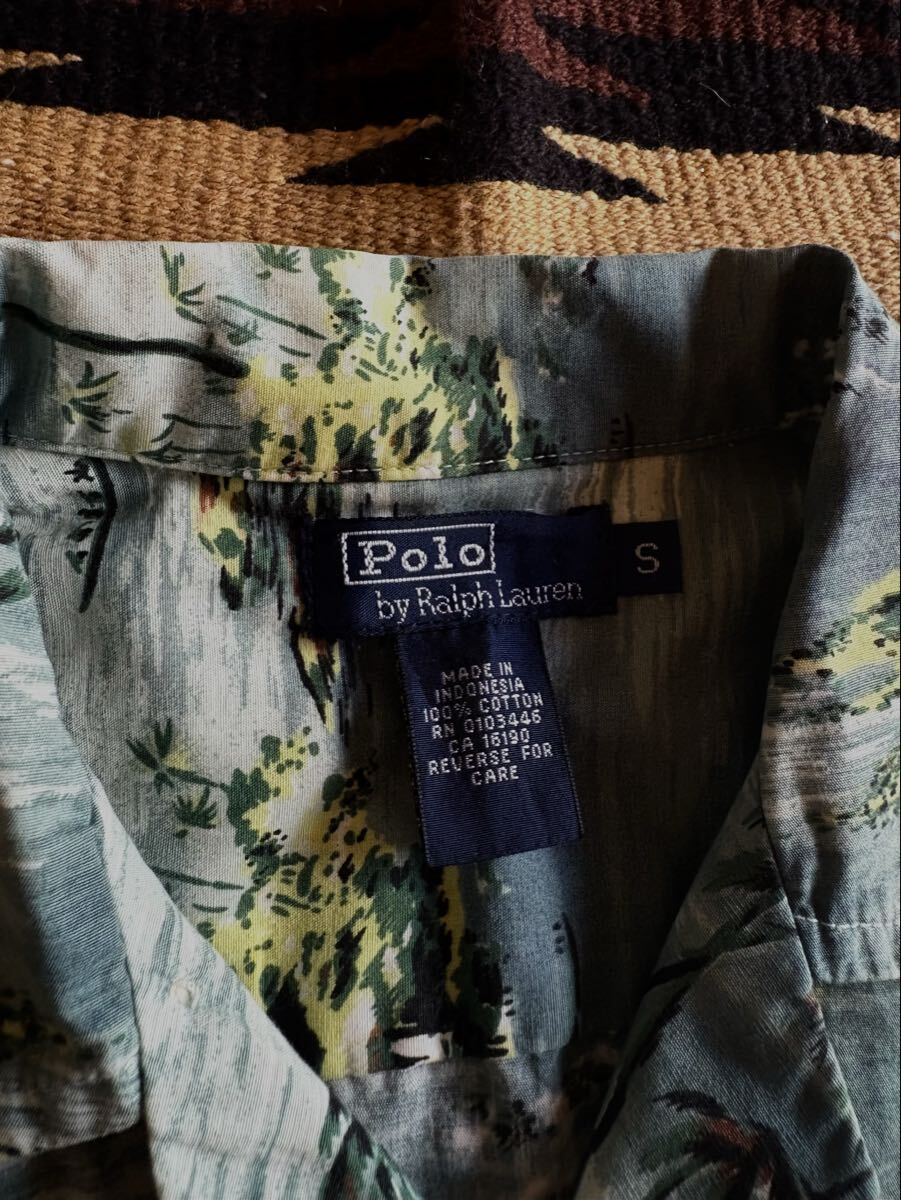 Polo
by Ralph Lauren
S
MADE IN
INDONESIA
100% COTTON
RN 0103446
CA 16190
REVERSE FOR
CARE